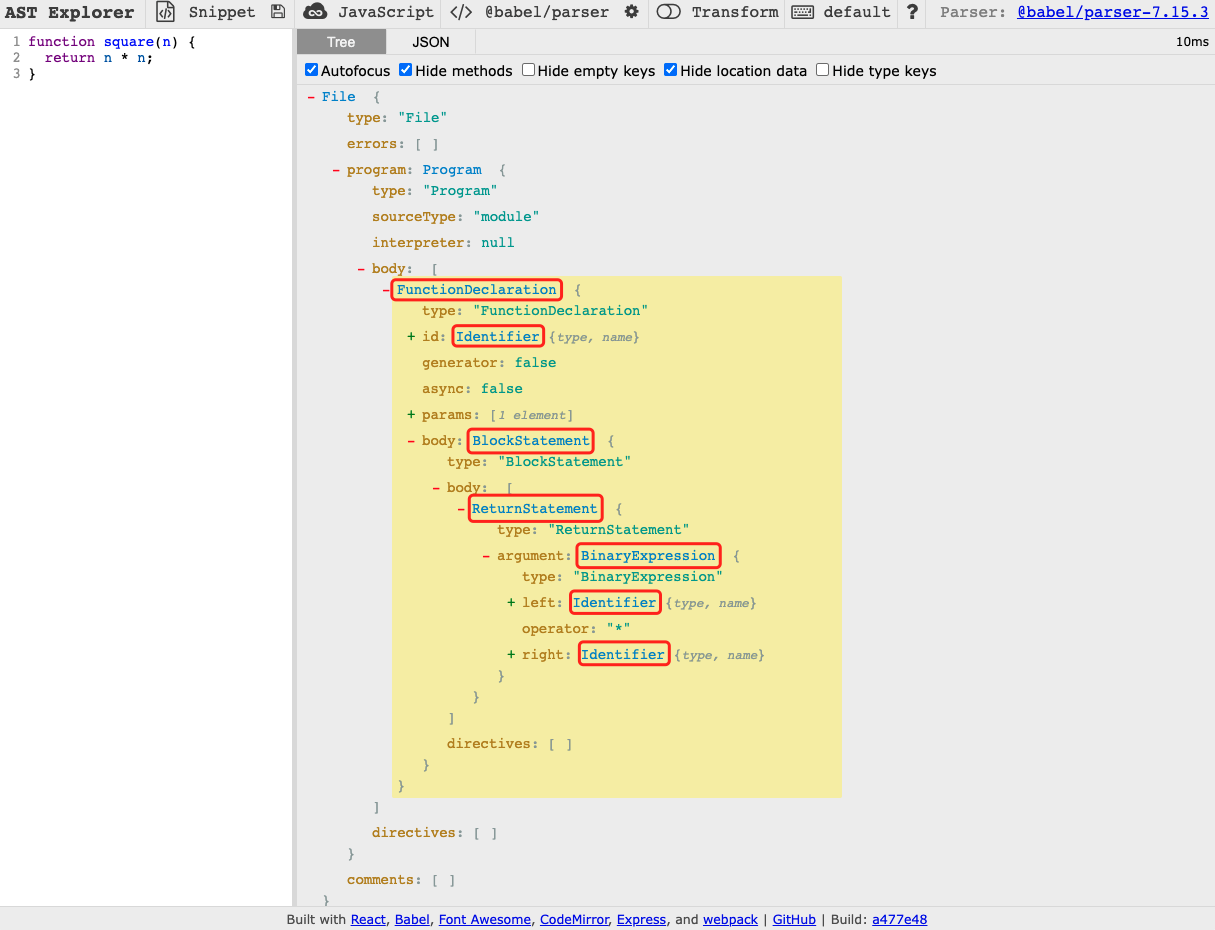 AST Explorer Snippet JavaScript </> @babel/parser Transform default ? Parser: @babel/parser-7.15.3
1 function square(n) {
2   return n * n;
3 }
Tree JSON 10ms
Autofocus Hide methods Hide empty keys Hide location data Hide type keys
- File {
type: "File"
errors: [ ]
- program: Program {
type: "Program"
sourceType: "module"
interpreter: null
- body: [
- FunctionDeclaration {
type: "FunctionDeclaration"
+ id: Identifier {type, name}
generator: false
async: false
+ params: [1 element]
- body: BlockStatement {
type: "BlockStatement"
- body: [
- ReturnStatement {
type: "ReturnStatement"
- argument: BinaryExpression {
type: "BinaryExpression"
+ left: Identifier {type, name}
operator: "*"
+ right: Identifier {type, name}
}
}
]
directives: [ ]
}
}
]
directives: [ ]
}
comments: [ ]
}
Built with React, Babel, Font Awesome, CodeMirror, Express, and webpack | GitHub | Build: a477e48